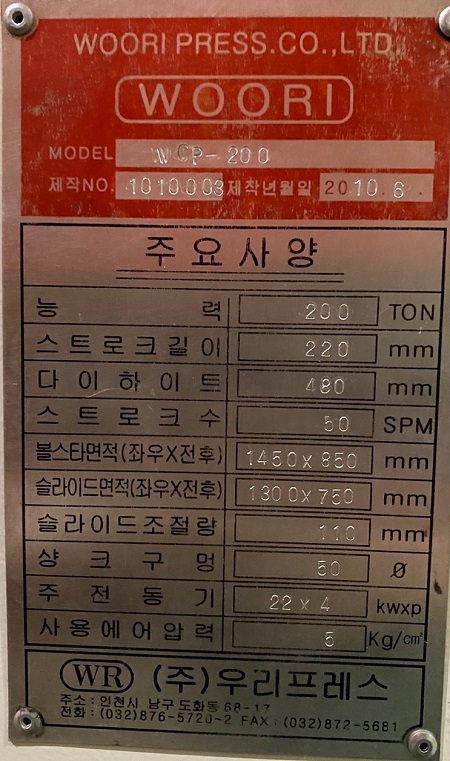 WOORI PRESS.CO.,LTD
WOORI
MODEL WCP-200
제작NO. 1010003 제작년월일 2010.6.
주요사양
능력 200 TON
스트로크길이 220 mm
다이하이트 480 mm
스트로크수 50 SPM
볼스타면적(좌우X전후) 1450x850 mm
슬라이드면적(좌우X전후) 1300x750 mm
슬라이드조절량 110 mm
샹크구멍 50 Ø
주전동기 22x4 kwxp
사용에어압력 5 Kg/cm²
WR (주)우리프레스
주소: 인천시 남구 도화동 68-17
전화: (032)876-5720~2 FAX: (032)872-5681